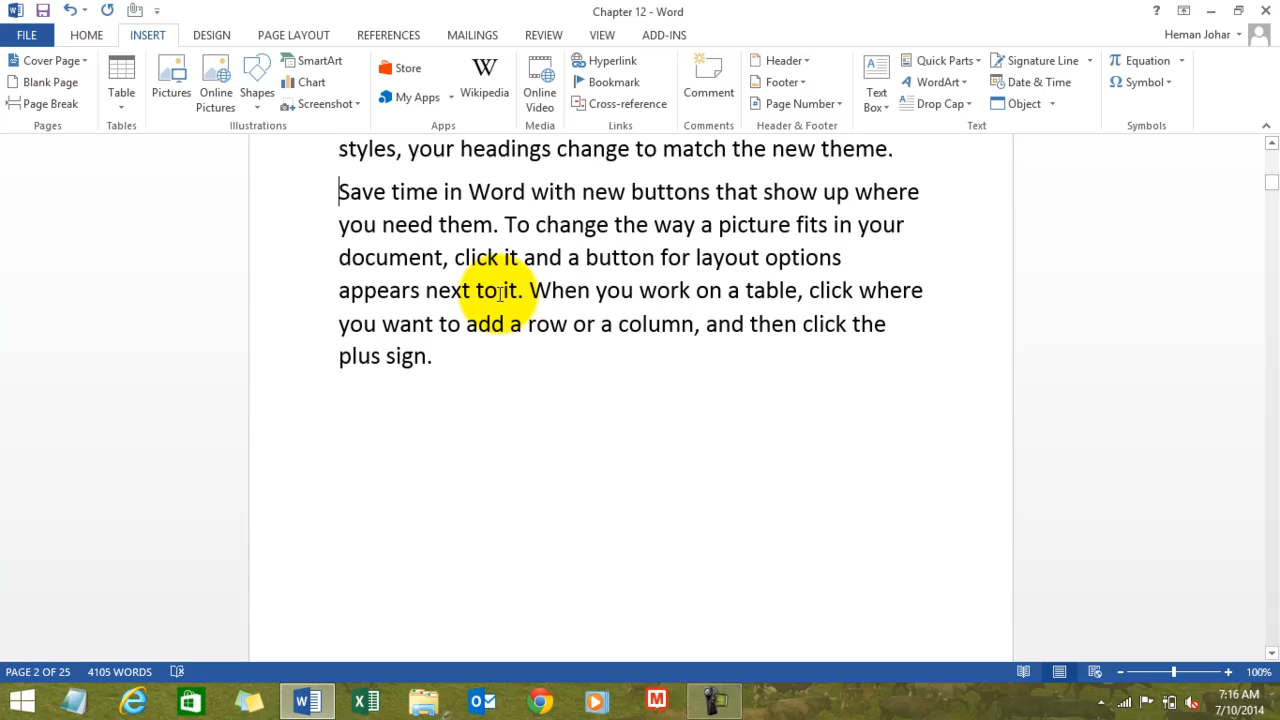 Chapter 12 - Word
FILE HOME INSERT DESIGN PAGE LAYOUT REFERENCES MAILINGS REVIEW VIEW ADD-INS Heman Johar
Cover Page
Blank Page
Page Break
Pages
Table
Tables
Pictures
Online Pictures
Shapes
SmartArt
Chart
Screenshot
Illustrations
Store
My Apps
W
Wikipedia
Apps
Online Video
Media
Hyperlink
Bookmark
Cross-reference
Links
Comment
Comments
Header
Footer
Page Number
Header & Footer
Text Box
Quick Parts
WordArt
Drop Cap
Signature Line
Date & Time
Object
Text
Equation
Symbol
Symbols
styles, your headings change to match the new theme.
Save time in Word with new buttons that show up where
you need them. To change the way a picture fits in your
document, click it and a button for layout options
appears next to it. When you work on a table, click where
you want to add a row or a column, and then click the
plus sign.
PAGE 2 OF 25 4105 WORDS 100%
7:16 AM
7/10/2014